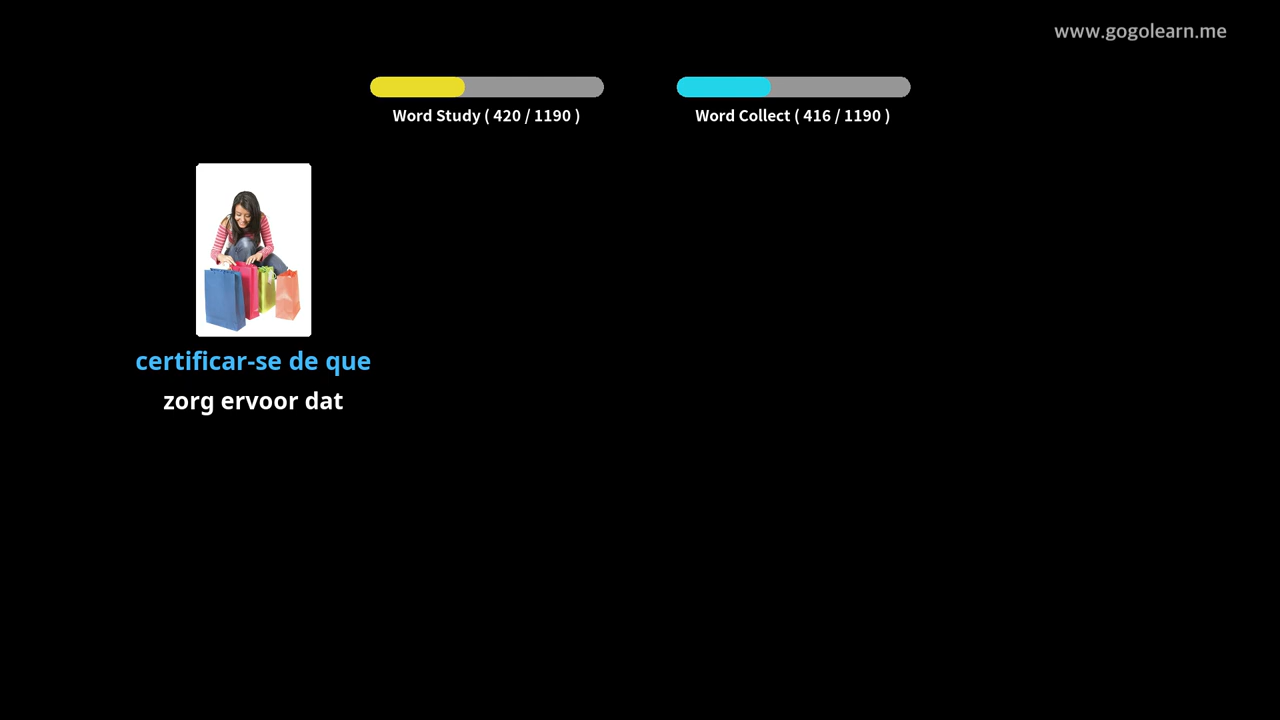 www.gogolearn.me
Word Study ( 420 / 1190 )
Word Collect ( 416 / 1190 )
certificar-se de que
zorg ervoor dat